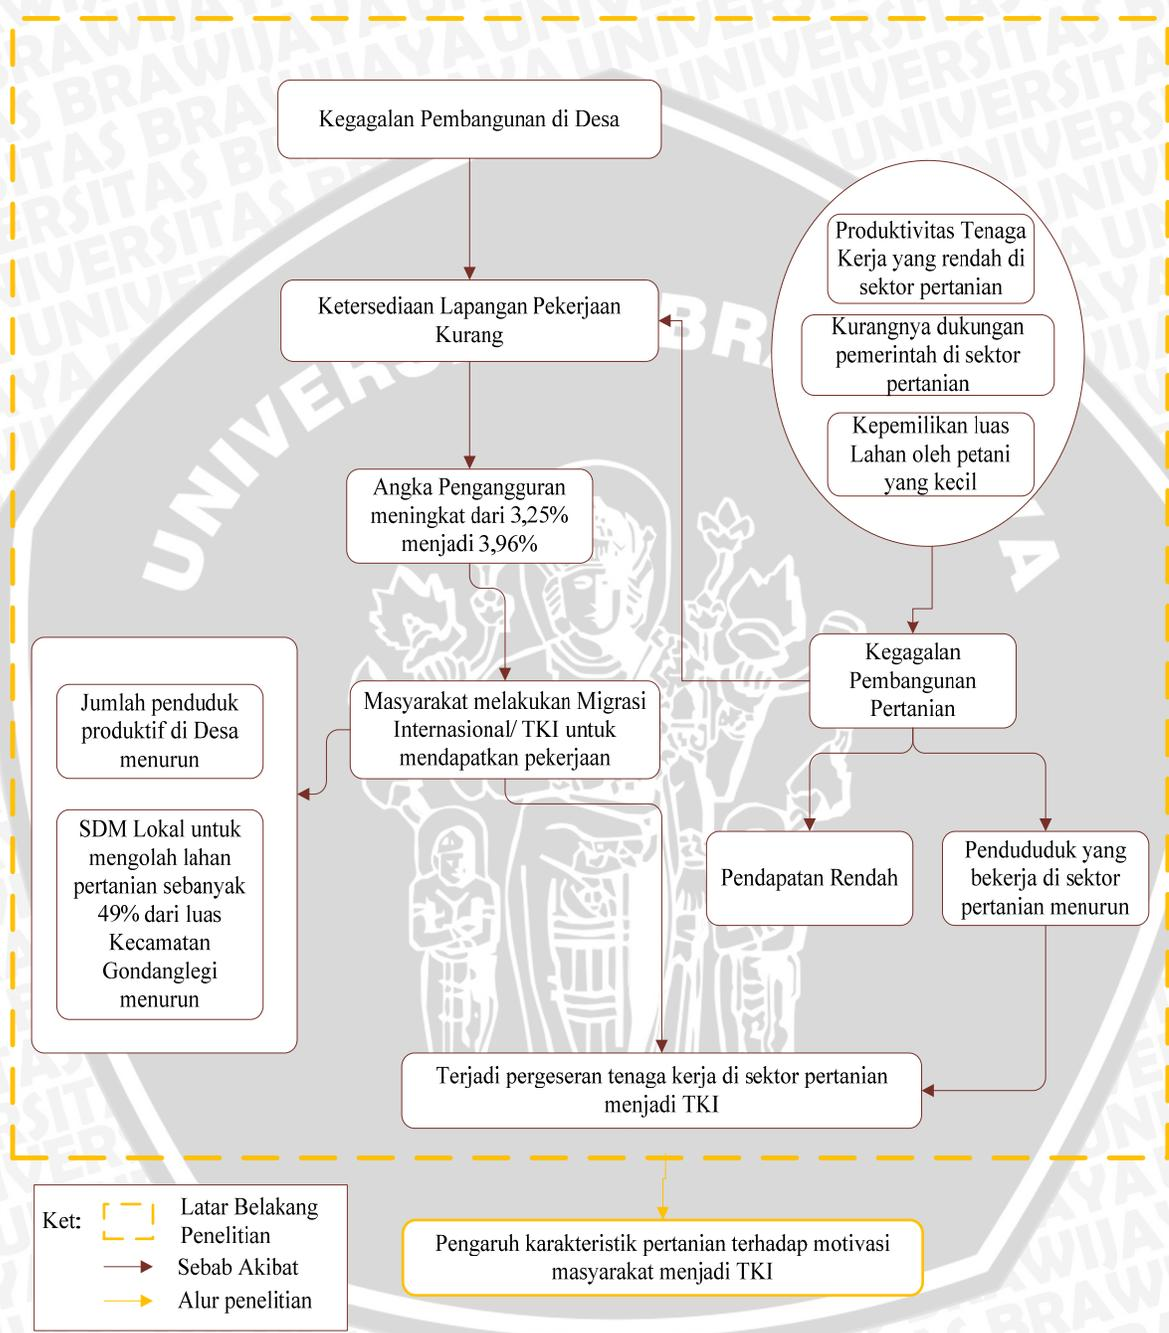 Kegagalan Pembangunan di Desa
Produktivitas Tenaga
Kerja yang rendah di
sektor pertanian
Ketersediaan Lapangan Pekerjaan
Kurang
Kurangnya dukungan
pemerintah di sektor
pertanian
Kepemilikan luas
Lahan oleh petani
yang kecil
Angka Pengangguran
meningkat dari 3,25%
menjadi 3,96%
Kegagalan
Pembangunan
Pertanian
Masyarakat melakukan Migrasi
Internasional/ TKI untuk
mendapatkan pekerjaan
Jumlah penduduk
produktif di Desa
menurun
SDM Lokal untuk
mengolah lahan
pertanian sebanyak
49% dari luas
Kecamatan
Gondanglegi
menurun
Pendapatan Rendah
Pendududuk yang
bekerja di sektor
pertanian menurun
Terjadi pergeseran tenaga kerja di sektor pertanian
menjadi TKI
Ket:
Latar Belakang
Penelitian
Sebab Akibat
Alur penelitian
Pengaruh karakteristik pertanian terhadap motivasi
masyarakat menjadi TKI